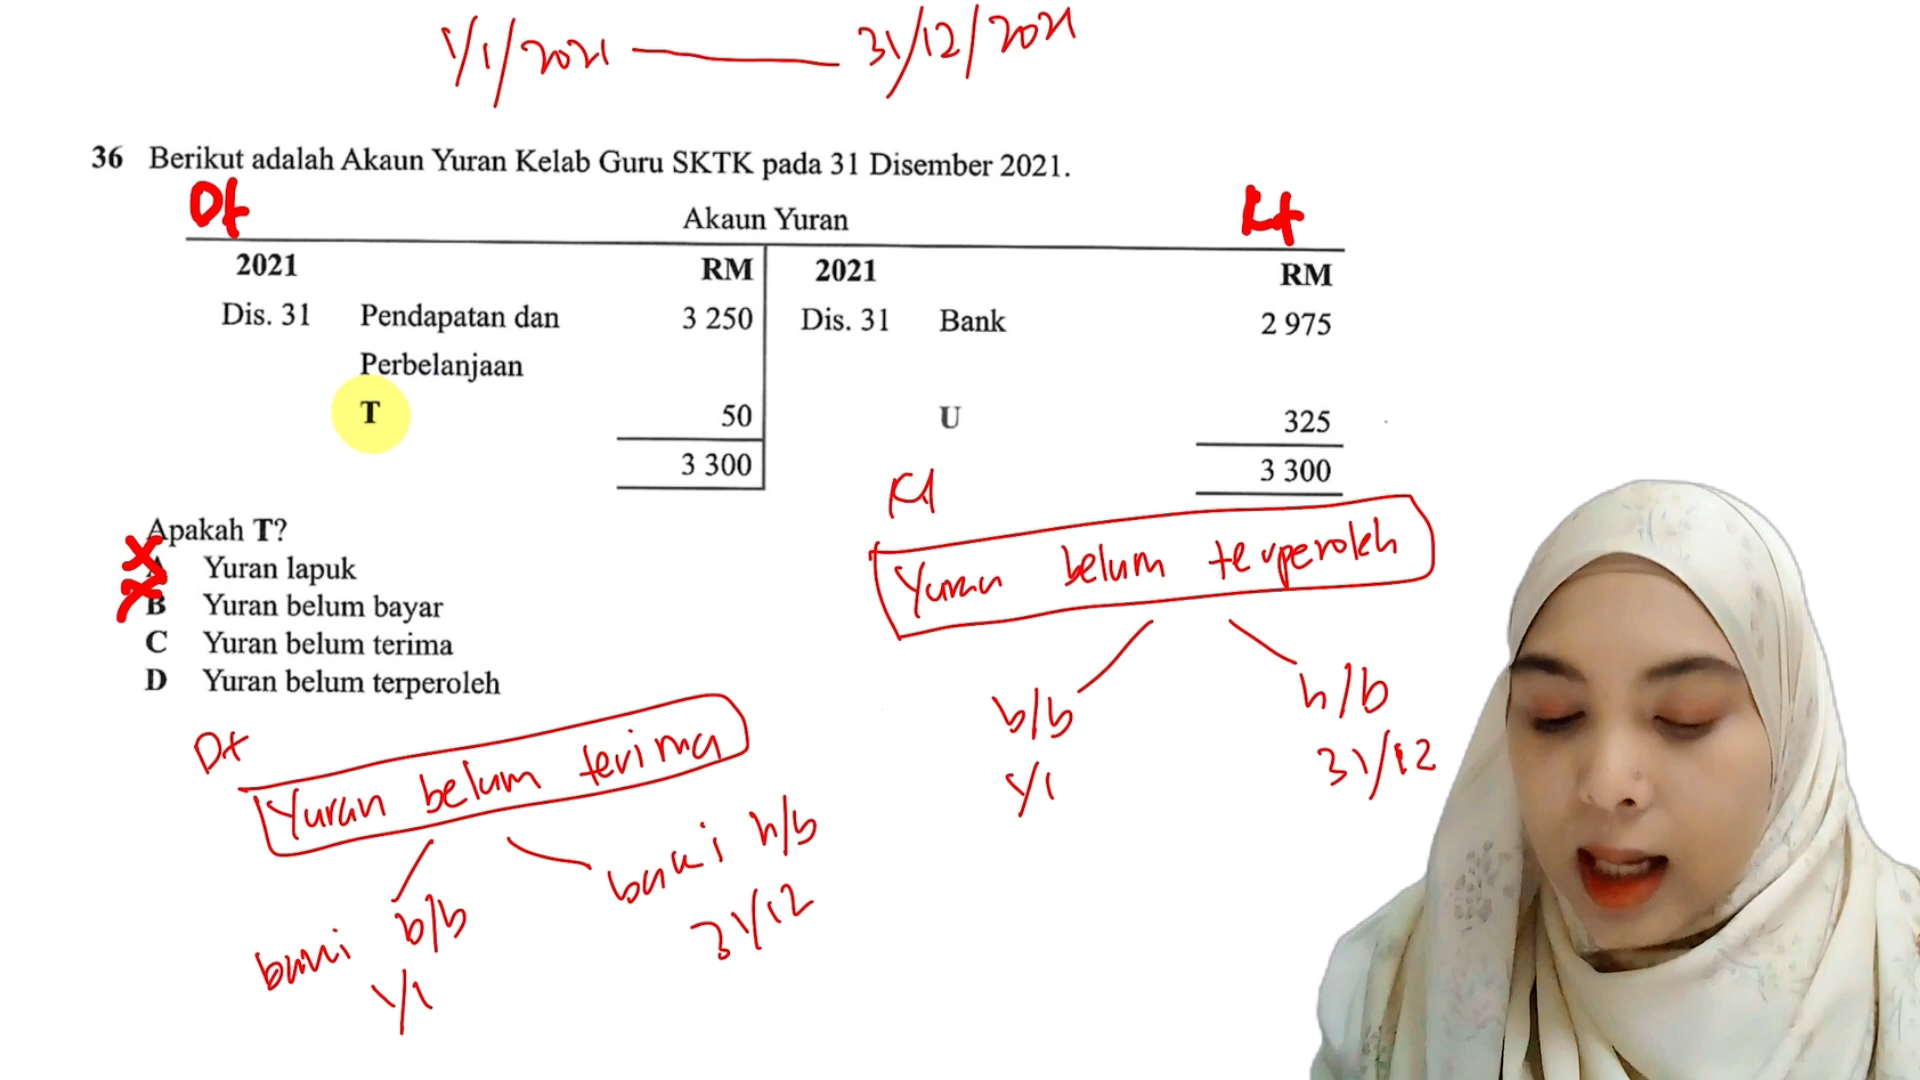 1/1/2021 — 31/12/2021
36 Berikut adalah Akaun Yuran Kelab Guru SKTK pada 31 Disember 2021.
Dt Kt
Akaun Yuran
2021 RM 2021 RM
Dis. 31 Pendapatan dan 3 250 Dis. 31 Bank 2 975
Perbelanjaan
T 50 U 325
3 300 3 300
Apakah T?
A Yuran lapuk
B Yuran belum bayar
C Yuran belum terima
D Yuran belum terperoleh
Kt
Yuran belum terperoleh
b/b h/b
1/1 31/12
Dt
Yuran belum terima
baki b/b baki h/b
1/1 31/12